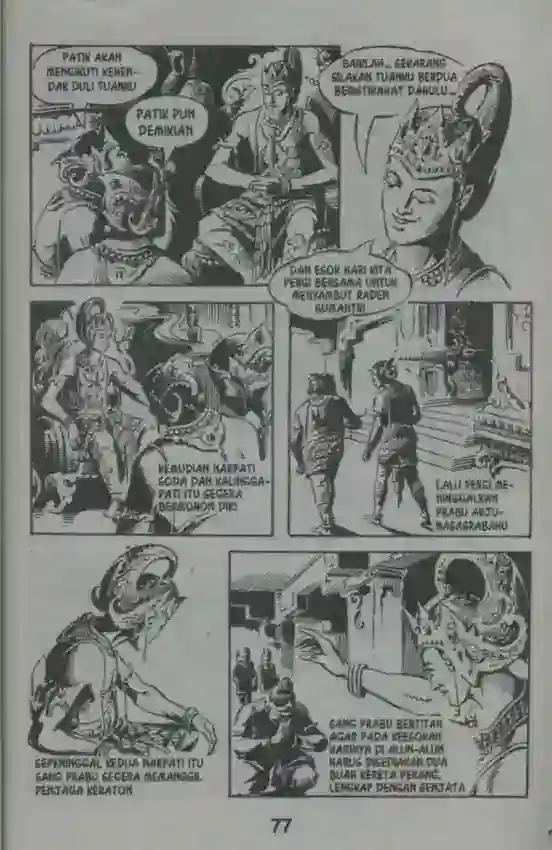 PATIK AKAN
MENGIKUTI KEHEN-
DAK DULI TUANKU
PATIK PUN
DEMIKIAN
BAIKLAH.. SEKARANG
SILAKAN TUANKU BERDUA
BERISTIRAHAT DAHULU...
DAN ESOK HARI KITA
PERGI BERSAMA UNTUK
MENYAMBUT RADEN
SUMANTRI
KEMUDIAN NARPATI
SODA DAN KALINGGA-
PATI ITU SEGERA
BERMOHON DIRI
LALU PERGI ME-
NINGGALKAN
PRABU ARJU-
NASASRABAHU
SEPENINGGAL KEDUA NARPATI ITU
SANG PRABU SEGERA MEMANGGIL
PENJAGA KERATON
SANG PRABU BERTITAH
AGAR PADA KEESOKAN
HARINYA DI ALUN-ALUN
HARUS DISEDIAKAN DUA
BUAH KERETA PERANG,
LENGKAP DENGAN SENJATA
77